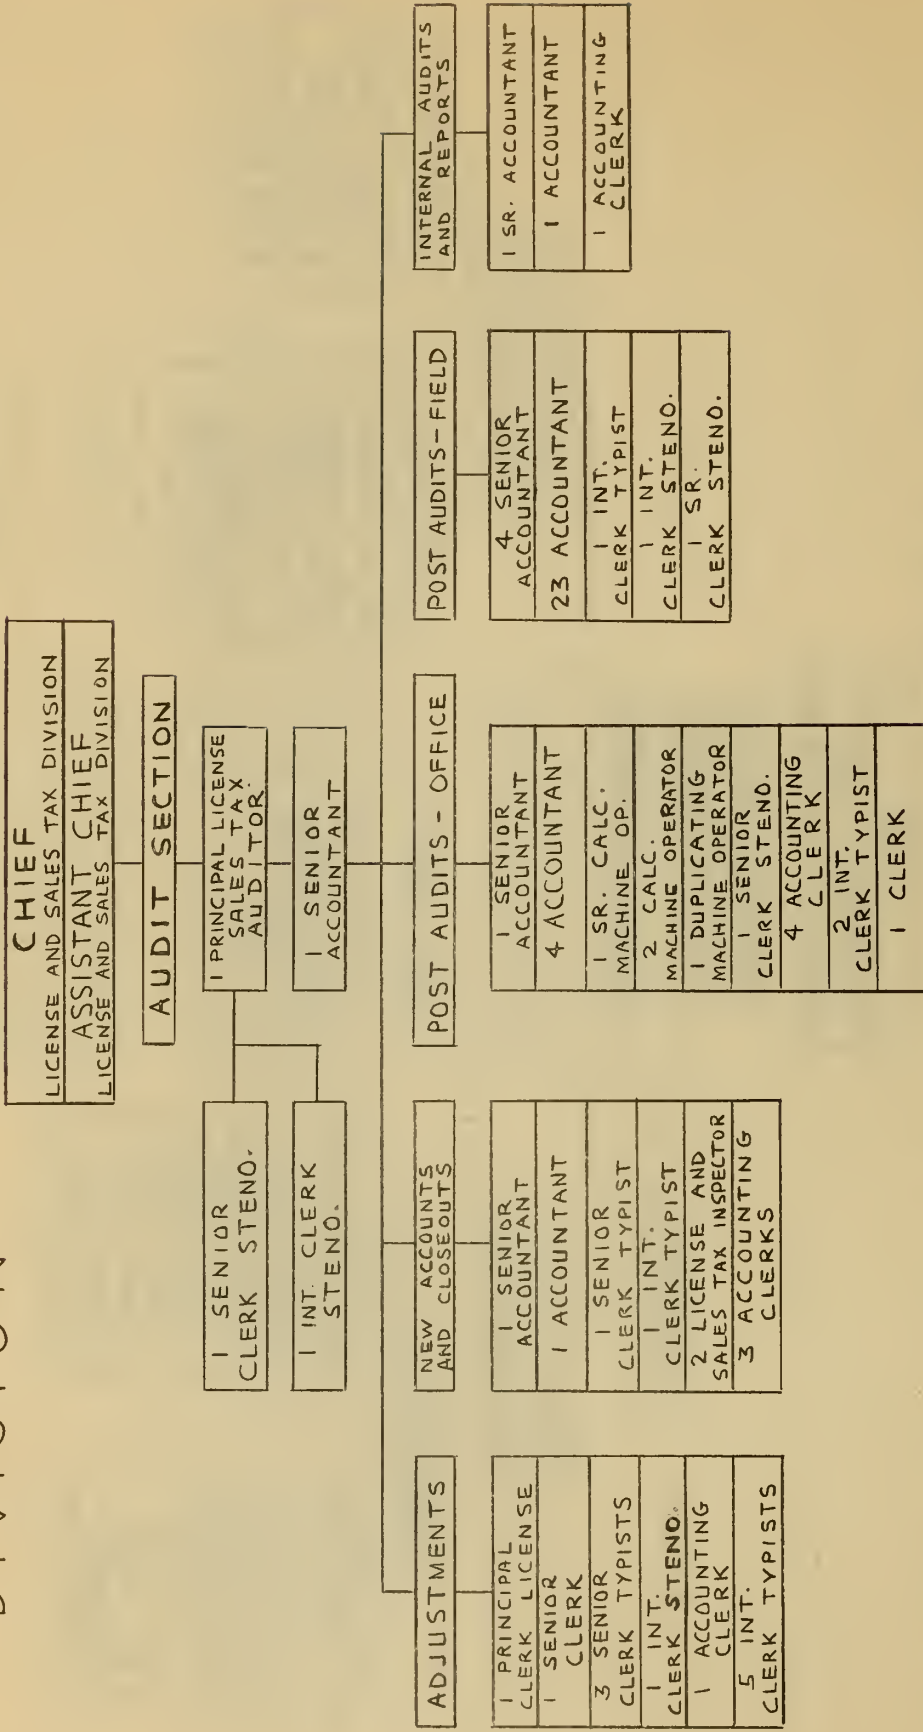 DIVISION
CHIEF
LICENSE AND SALES TAX DIVISION
ASSISTANT CHIEF
LICENSE AND SALES TAX DIVISION
AUDIT SECTION
1 PRINCIPAL LICENSE
SALES TAX
AUDITOR.
1 SENIOR
CLERK STENO.
1 INT. CLERK
STENO.
1 SENIOR
ACCOUNTANT
ADJUSTMENTS
1 PRINCIPAL
CLERK LICENSE
1 SENIOR
CLERK
3 SENIOR
CLERK TYPISTS
1 INT.
CLERK STENO.
1 ACCOUNTING
CLERK
5 INT.
CLERK TYPISTS
NEW ACCOUNTS
AND CLOSEOUTS
1 SENIOR
ACCOUNTANT
1 ACCOUNTANT
1 SENIOR
CLERK TYPIST
1 INT.
CLERK TYPIST
2 LICENSE AND
SALES TAX INSPECTOR
3 ACCOUNTING
CLERKS
POST AUDITS - OFFICE
1 SENIOR
ACCOUNTANT
4 ACCOUNTANT
1 SR. CALC.
MACHINE OP.
2 CALC.
MACHINE OPERATOR
1 DUPLICATING
MACHINE OPERATOR
1 SENIOR
CLERK STENO.
4 ACCOUNTING
CLERK
2 INT.
CLERK TYPIST
1 CLERK
POST AUDITS-FIELD
4 SENIOR
ACCOUNTANT
23 ACCOUNTANT
1 INT.
CLERK TYPIST
1 INT.
CLERK STENO.
1 SR.
CLERK STENO.
INTERNAL AUDITS
AND REPORTS
1 SR. ACCOUNTANT
1 ACCOUNTANT
1 ACCOUNTING
CLERK